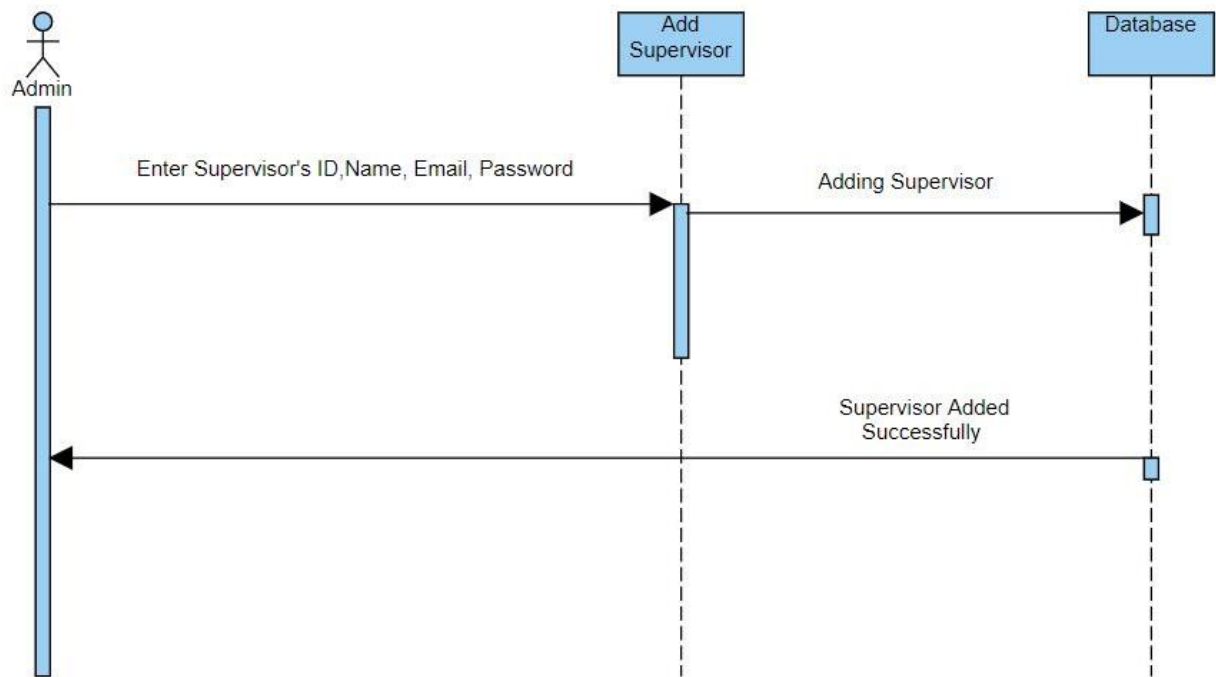 Add
Supervisor
Database
Admin
Enter Supervisor's ID,Name, Email, Password
Adding Supervisor
Supervisor Added
Successfully